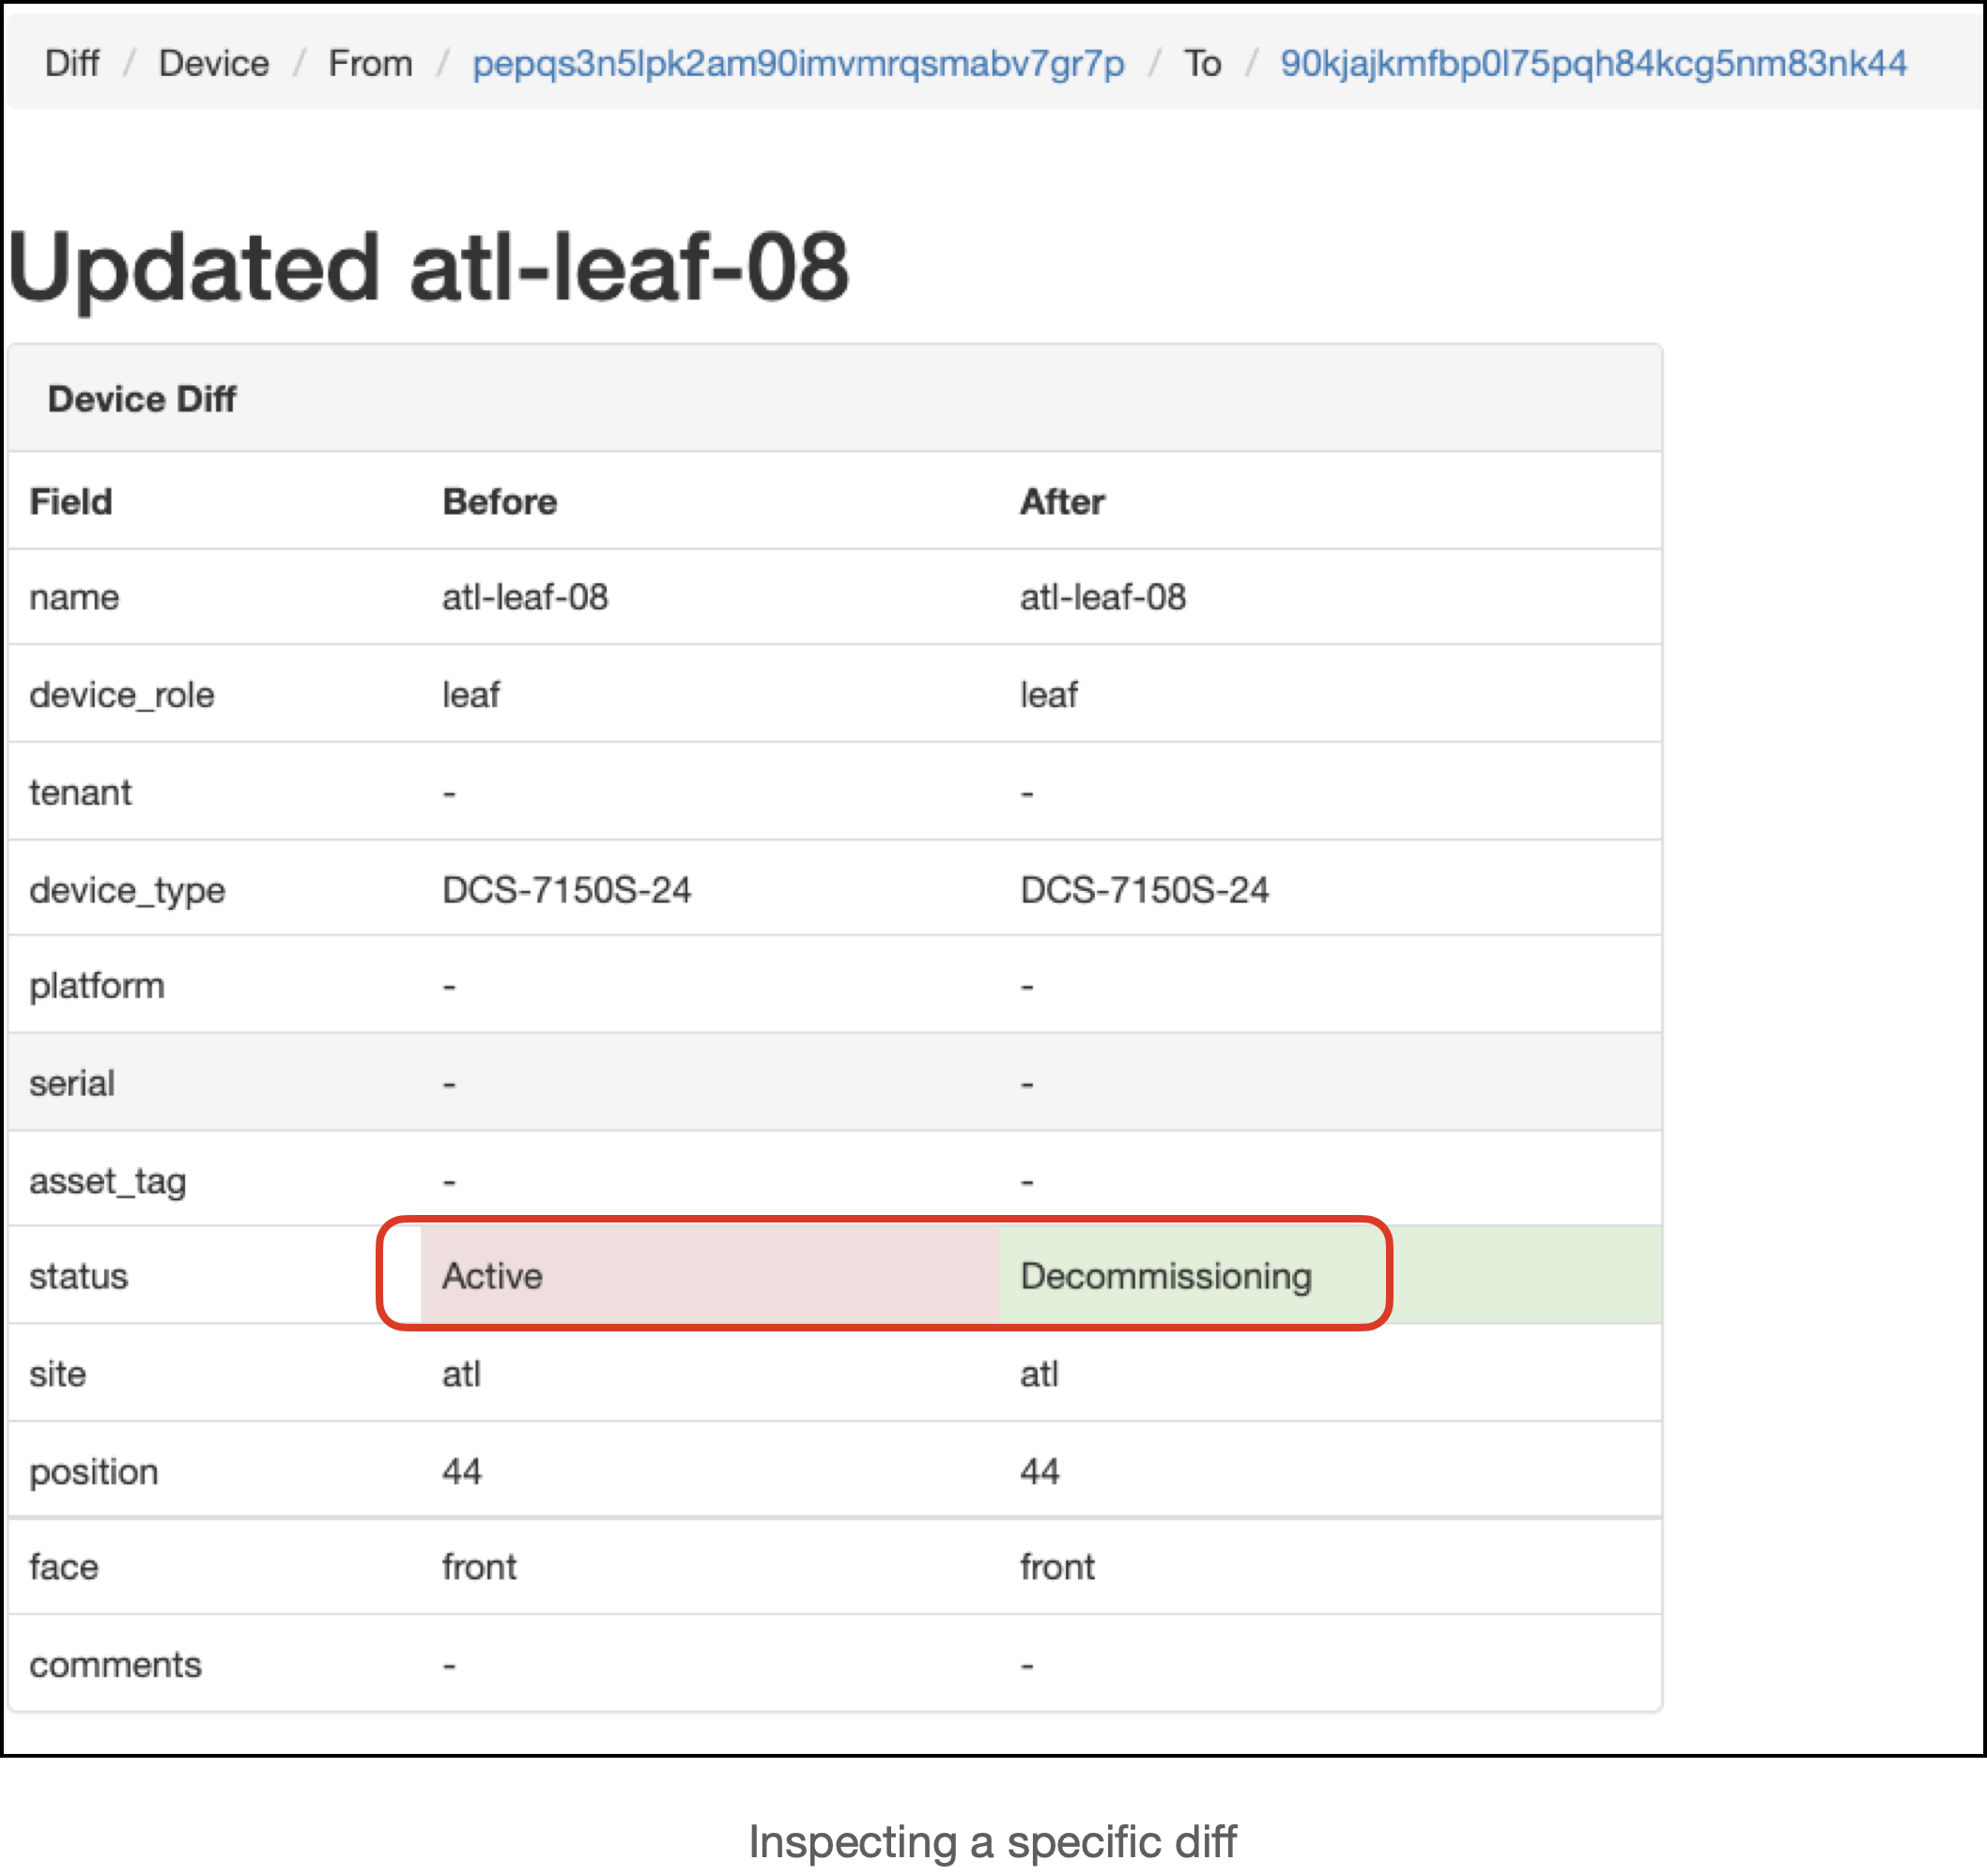 Diff / Device / From / pepqs3n5lpk2am90imvmrqsmabv7gr7p / To / 90kjajkmfbp0l75pqh84kcg5nm83nk44
Updated atl-leaf-08
Device Diff
Field Before After
name atl-leaf-08 atl-leaf-08
device_role leaf leaf
tenant - -
device_type DCS-7150S-24 DCS-7150S-24
platform - -
serial - -
asset_tag - -
status Active Decommissioning
site atl atl
position 44 44
face front front
comments - -
Inspecting a specific diff